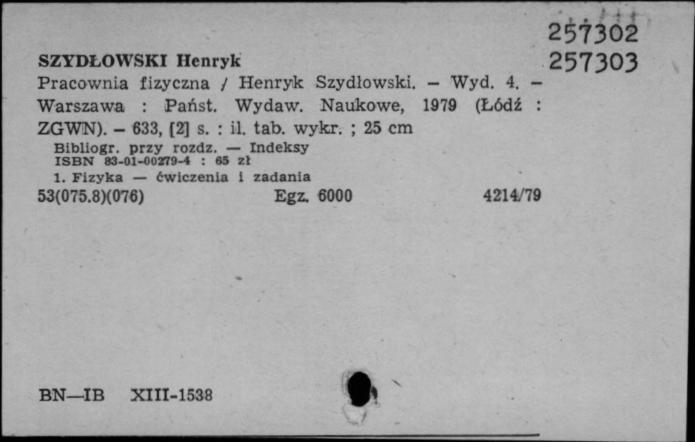 257302
SZYDŁOWSKI Henryk 257303
Pracownia fizyczna / Henryk Szydłowski. — Wyd. 4. —
Warszawa : Państ. Wydaw. Naukowe, 1979 (Łódź :
ZGWN). — 633, [2] s. : il. tab. wykr. ; 25 cm
Bibliogr. przy rozdz. — Indeksy
ISBN 83-01-00279-4 : 65 zł
1. Fizyka — ćwiczenia i zadania
53(075.8)(076) Egz. 6000 4214/79
BN—IB XIII-1538